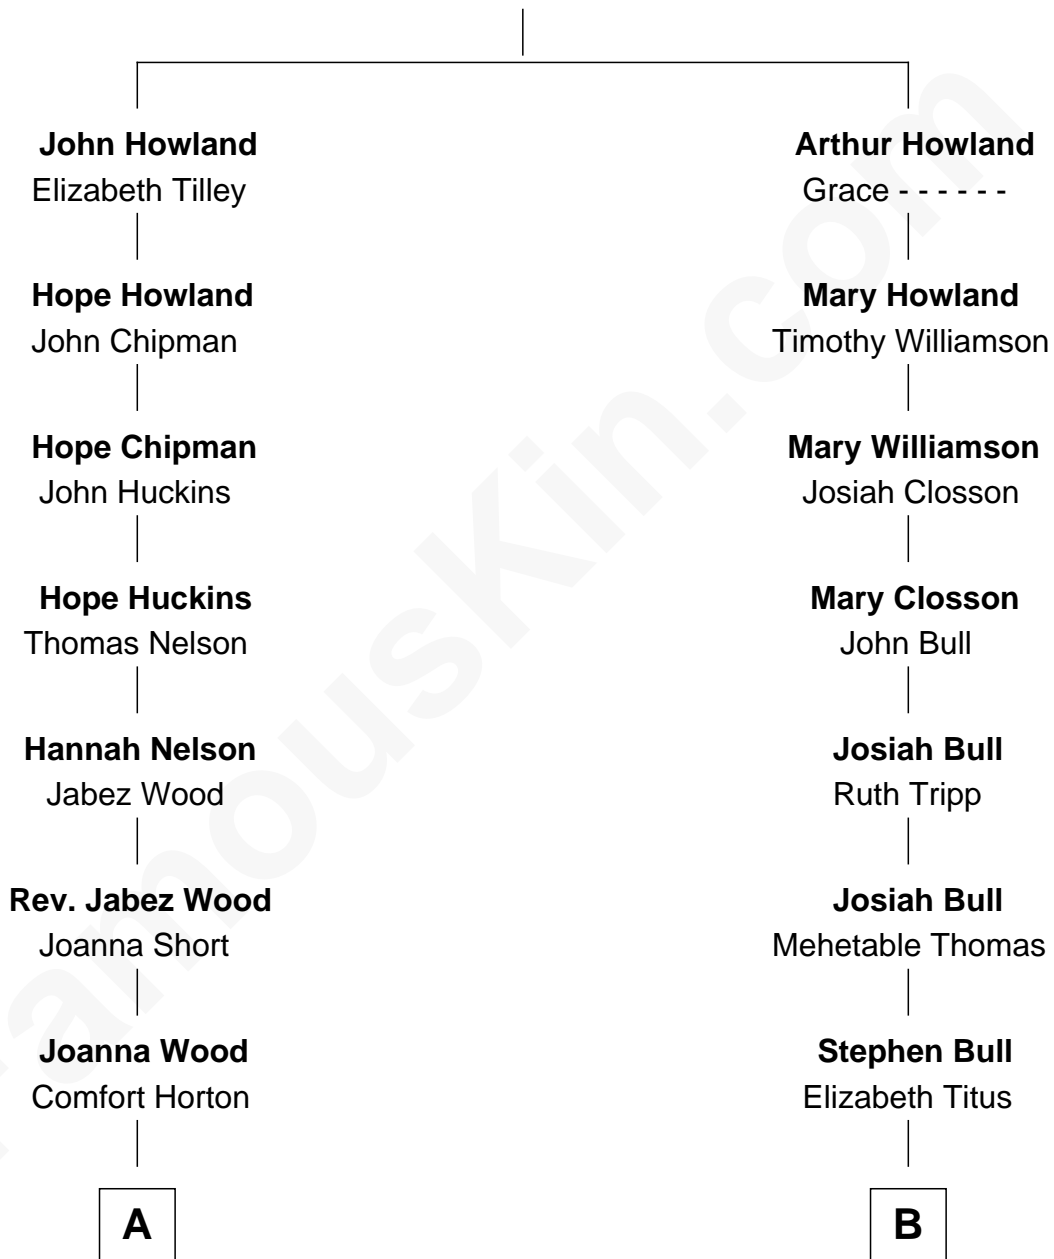 John Howland
Elizabeth Tilley
Hope Howland
John Chipman
Hope Chipman
John Huckins
Hope Huckins
Thomas Nelson
Hannah Nelson
Jabez Wood
Rev. Jabez Wood
Joanna Short
Joanna Wood
Comfort Horton
A
Arthur Howland
Grace - - - - - -
Mary Howland
Timothy Williamson
Mary Williamson
Josiah Closson
Mary Closson
John Bull
Josiah Bull
Ruth Tripp
Josiah Bull
Mehetable Thomas
Stephen Bull
Elizabeth Titus
B
FamousKin.com